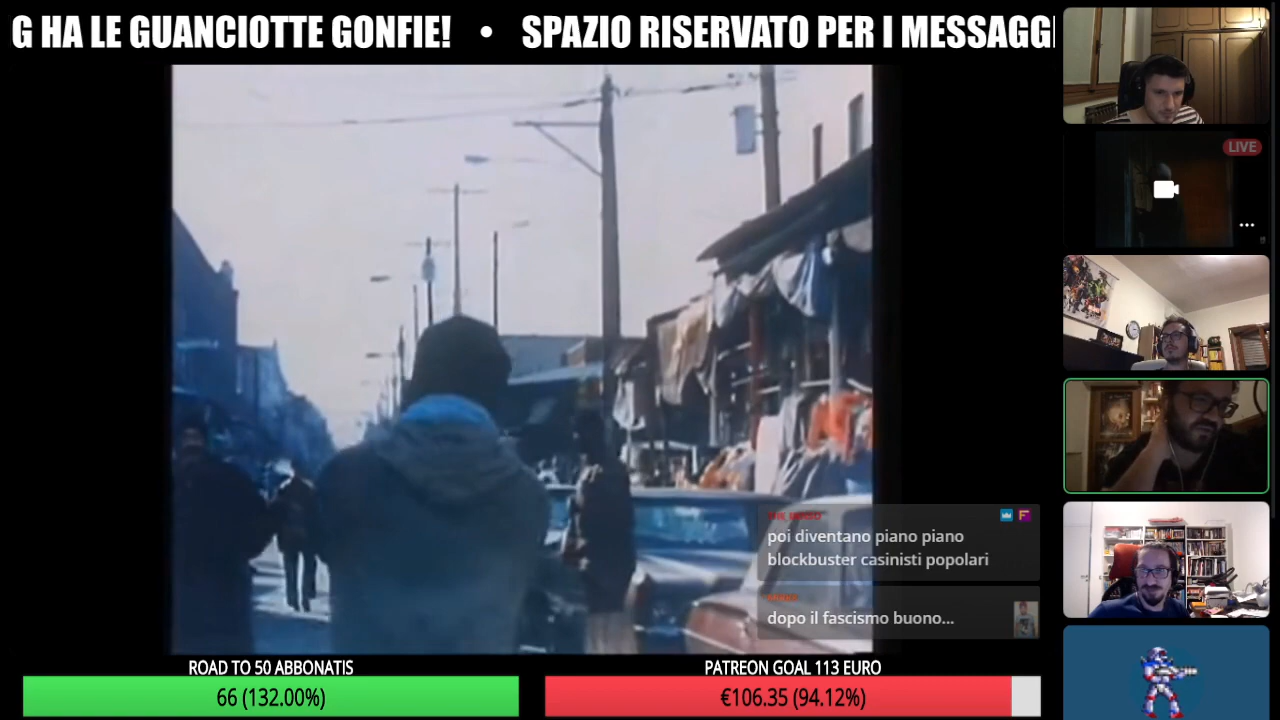 G HA LE GUANCIOTTE GONFIE! • SPAZIO RISERVATO PER I MESSAGGI
LIVE
poi diventano piano piano
blockbuster casinisti popolari
dopo il fascismo buono...
ROAD TO 50 ABBONATIS
66 (132.00%)
PATREON GOAL 113 EURO
€106.35 (94.12%)